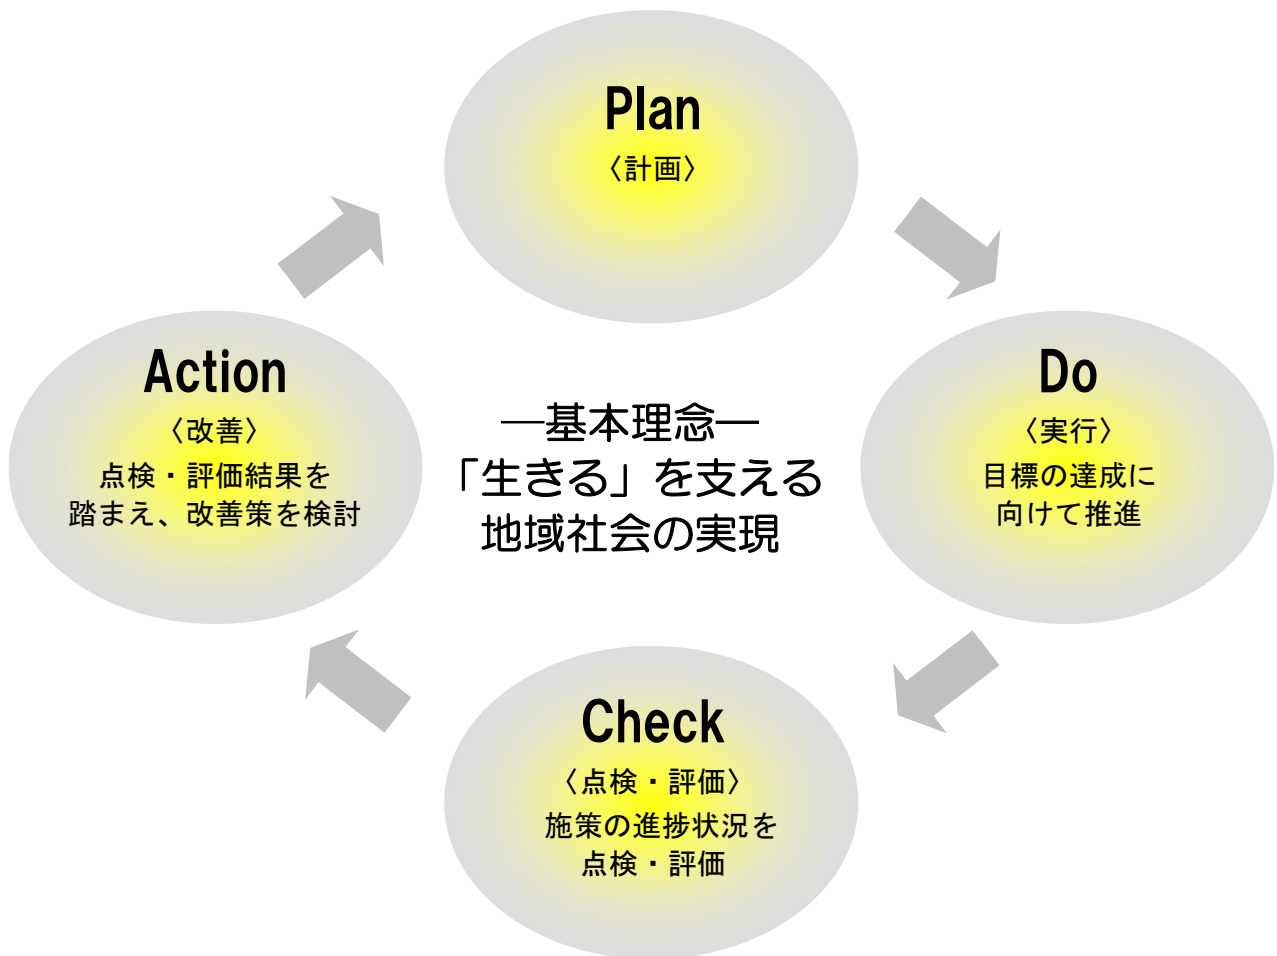 Plan
〈計画〉
Do
〈実行〉
目標の達成に
向けて推進
Check
〈点検・評価〉
施策の進捗状況を
点検・評価
Action
〈改善〉
点検・評価結果を
踏まえ、改善策を検討
―基本理念―
「生きる」を支える
地域社会の実現